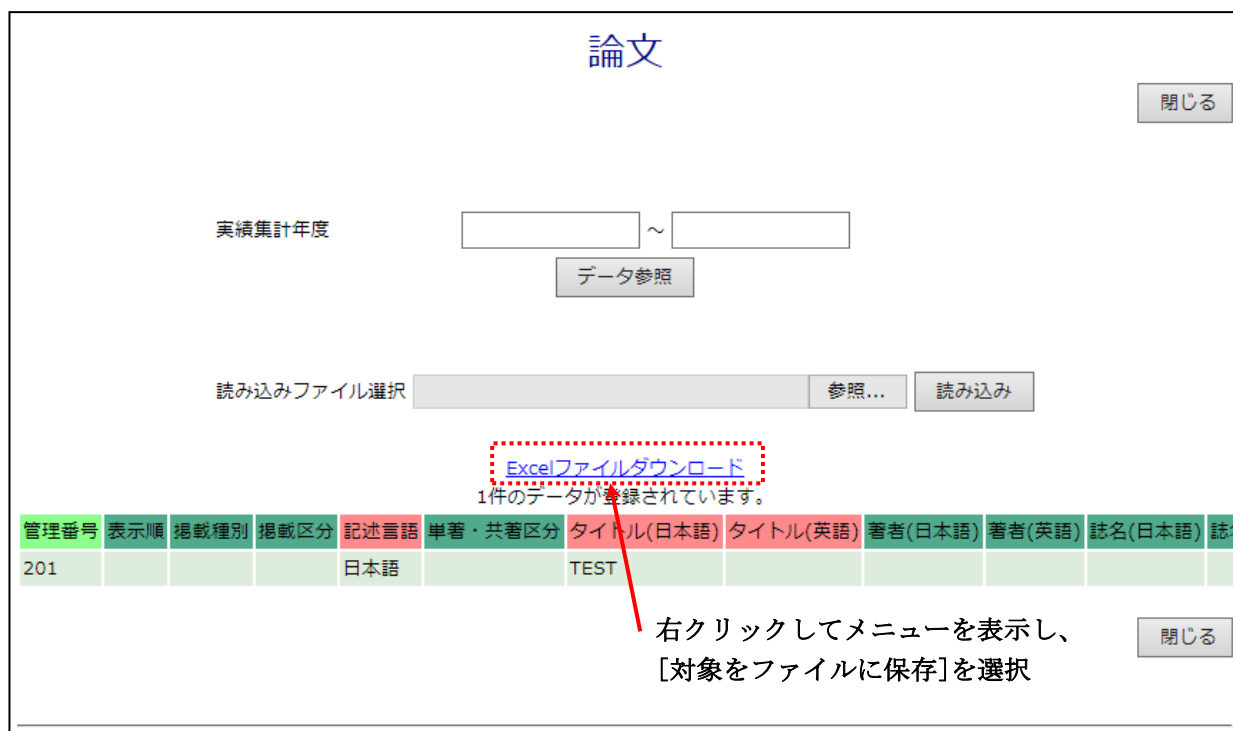 論文
閉じる
実績集計年度 ～
データ参照
読み込みファイル選択 参照... 読み込み
Excelファイルダウンロード
1件のデータが登録されています。
管理番号 表示順 掲載種別 掲載区分 記述言語 単著・共著区分 タイトル(日本語) タイトル(英語) 著者(日本語) 著者(英語) 誌名(日本語)
201 日本語 TEST
右クリックしてメニューを表示し、
閉じる
[対象をファイルに保存]を選択